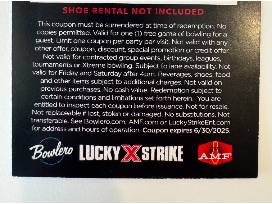 SHOE RENTAL NOT INCLUDED
This coupon must be surrendered at time of redemption. No
copies permitted. Valid for one (1) free game of bowling for a
guest. Limit one coupon per party per visit. Not valid with any
other offer, coupon, discount, special promotion or credit offer.
Not valid for contracted group events, birthdays, leagues,
tournaments or Xtreme Bowling. Subject to lane availability. Not
valid for Friday and Saturday after 4pm. Beverages, shoes, food
and other items subject to additional charges. Not valid on
previous purchases. No cash value. Redemption subject to
certain conditions and limitations set forth herein. You are
entitled to inspect each coupon before issuance. Not for resale.
Not replaceable if lost, stolen or damaged. No substitutions. Not
transferable. See Bowlero.com, AMF.com or LuckyStrikeEnt.com
for address and hours of operation. Coupon expires 6/30/2025.
Bowlero LUCKY X STRIKE AMF